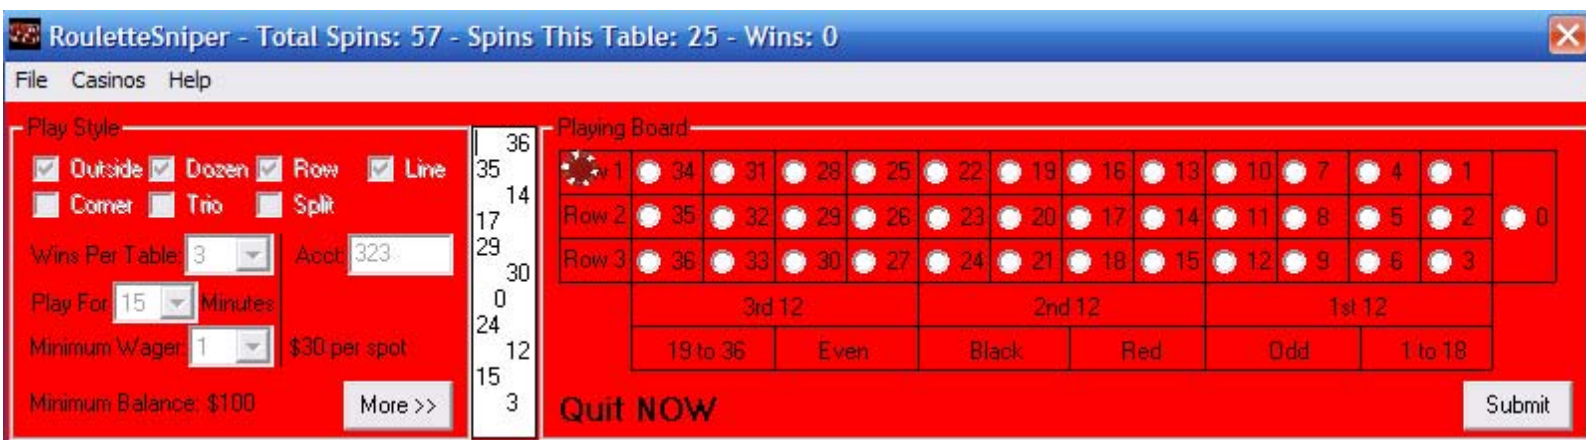 RouletteSniper - Total Spins: 57 - Spins This Table: 25 - Wins: 0
File Casinos Help
Play Style
Outside Dozen Row Line
Corner Trio Split
Wins Per Table: 3 Acct: 323
Play For 15 Minutes
Minimum Wager: 1 $30 per spot
Minimum Balance: $100 More >>
36
35
14
17
29
30
0
24
12
15
3
Playing Board
1 34 31 28 25 22 19 16 13 10 7 4 1
Row 2 35 32 29 26 23 20 17 14 11 8 5 2 0
Row 3 36 33 30 27 24 21 18 15 12 9 6 3
3rd 12 2nd 12 1st 12
19 to 36 Even Black Red Odd 1 to 18
Quit NOW Submit